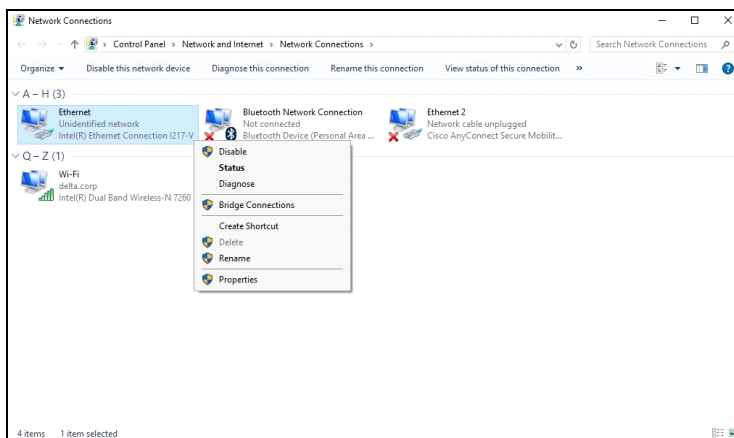 Network Connections
Control Panel > Network and Internet > Network Connections >
Search Network Connections
Organize
Disable this network device
Diagnose this connection
Rename this connection
View status of this connection
»
?
A – H (3)
Ethernet
Unidentified network
Intel(R) Ethernet Connection I217-V
Bluetooth Network Connection
Not connected
Bluetooth Device (Personal Area ...
Ethernet 2
Network cable unplugged
Cisco AnyConnect Secure Mobilit...
Q – Z (1)
Wi-Fi
delta.corp
Intel(R) Dual Band Wireless-N 7260
Disable
Status
Diagnose
Bridge Connections
Create Shortcut
Delete
Rename
Properties
4 items 1 item selected